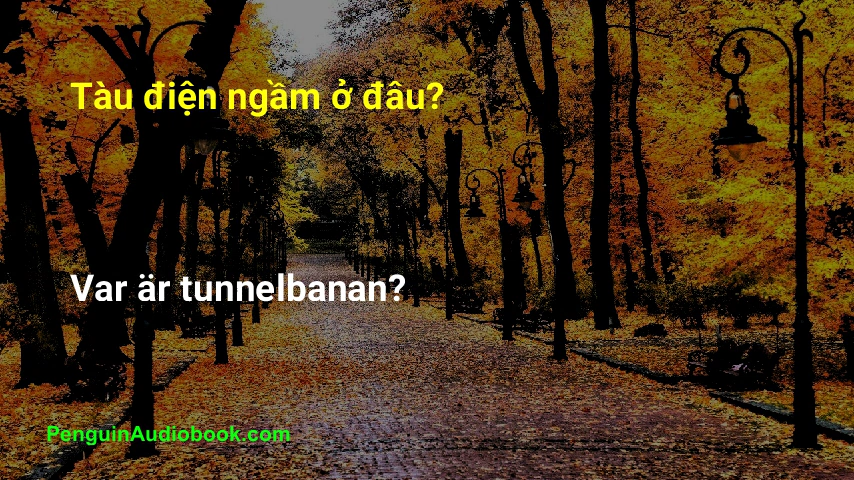 Tàu điện ngầm ở đâu?
Var är tunnelbanan?
PenguinAudiobook.com